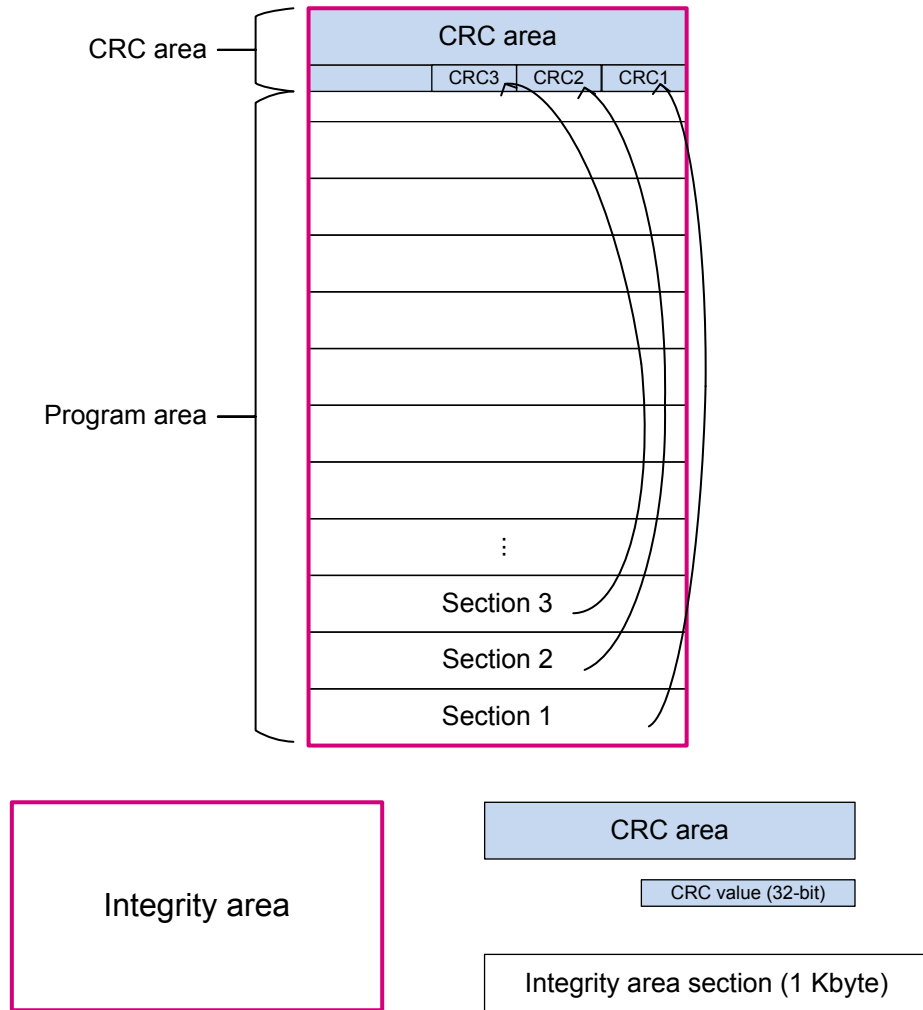 CRC area
CRC area
CRC3 CRC2 CRC1
Program area
⋮
Section 3
Section 2
Section 1
Integrity area
CRC area
CRC value (32-bit)
Integrity area section (1 Kbyte)